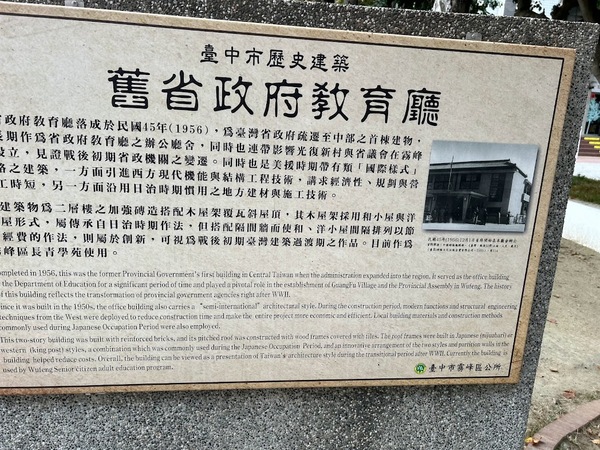 臺中市歷史建築
舊省政府教育廳
省政府教育廳落成於民國45年(1956)，為臺灣省政府疏遷至中部之首棟建物，
長期作為省政府教育廳之辦公廳舍，同時也連帶影響光復新村與省議會在霧峰
設立，見證戰後初期省政機關之變遷。同時也是美援時期帶有類「國際樣式」
格之建築，一方面引進西方現代機能與結構工程技術，講求經濟性、規劃與營
工時短，另一方面沿用日治時期慣用之地方建材與施工技術。
建築物為二層樓之加強磚造搭配木屋架覆瓦斜屋頂，其木屋架採用和小屋與洋
屋形式，屬傳承自日治時期作法，但搭配隔間牆而使和、洋小屋間隔排列以節
經費的作法，則屬於創新，可視為戰後初期臺灣建築過渡期之作品。目前作為
霧峰區長青學苑使用。
民國45年(1956)12月1日
ompleted in 1956, this was the former Provincial Government's first building in Central Taiwan when the administration expanded into the region. It served as the office building
the Department of Education for a significant period of time and played a pivotal role in the establishment of GuangFu Village and the Provincial Assembly in Wufeng. The history
this building reflects the transformation of provincial government agencies right after WWII.
Since it was built in the 1950s, the office building also carries a "semi-international" architectural style. During the construction period, modern functions and structural engineering
techniques from the West were deployed to reduce construction time and make the entire project more economic and efficient. Local building materials and construction methods
commonly used during Japanese Occupation Period were also employed.
This two-story building was built with reinforced bricks, and its pitched roof was constructed with wood frames covered with tiles. The roof frames were built in Japanese (nijuubari) or
western (king post) styles, a combination which was commonly used during the Japanese Occupation Period, and an innovative arrangement of the two styles and partition walls in the
building helped reduce costs. Overall, the building can be viewed as a presentation of Taiwan's architecture style during the transitional period after WWII. Currently the building is
used by Wufeng Senior citizen adult education program.
臺中市霧峰區公所